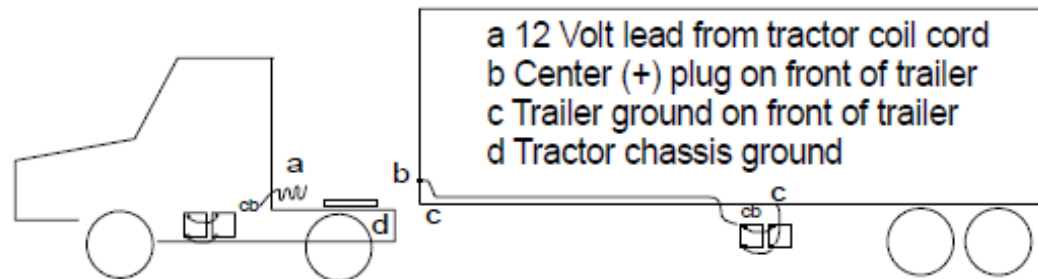 a 12 Volt lead from tractor coil cord
b Center (+) plug on front of trailer
c Trailer ground on front of trailer
d Tractor chassis ground
a
b
cb
c
c
d
cb